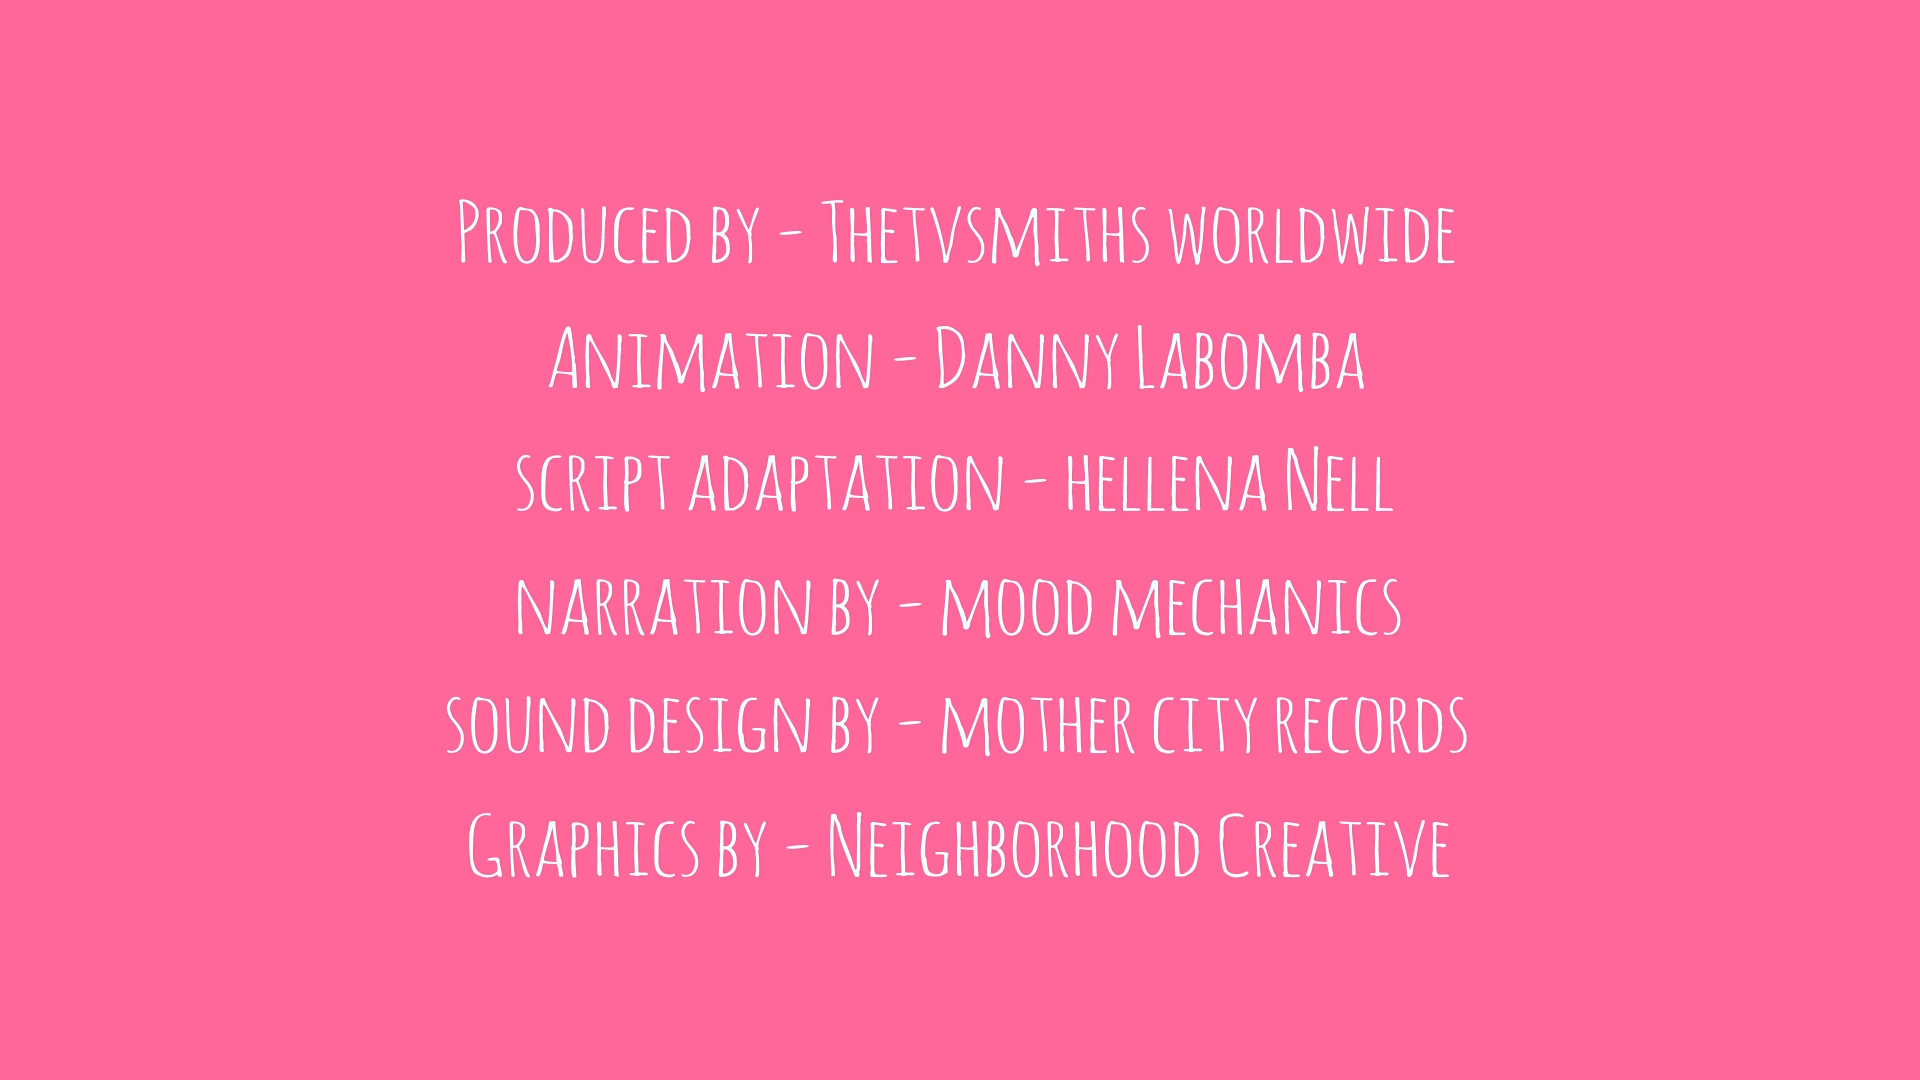 Produced by - Thetvsmiths worldwide
Animation - Danny Labomba
script adaptation - hellena Nell
narration by - mood mechanics
sound design by - mother city records
Graphics by - Neighborhood Creative